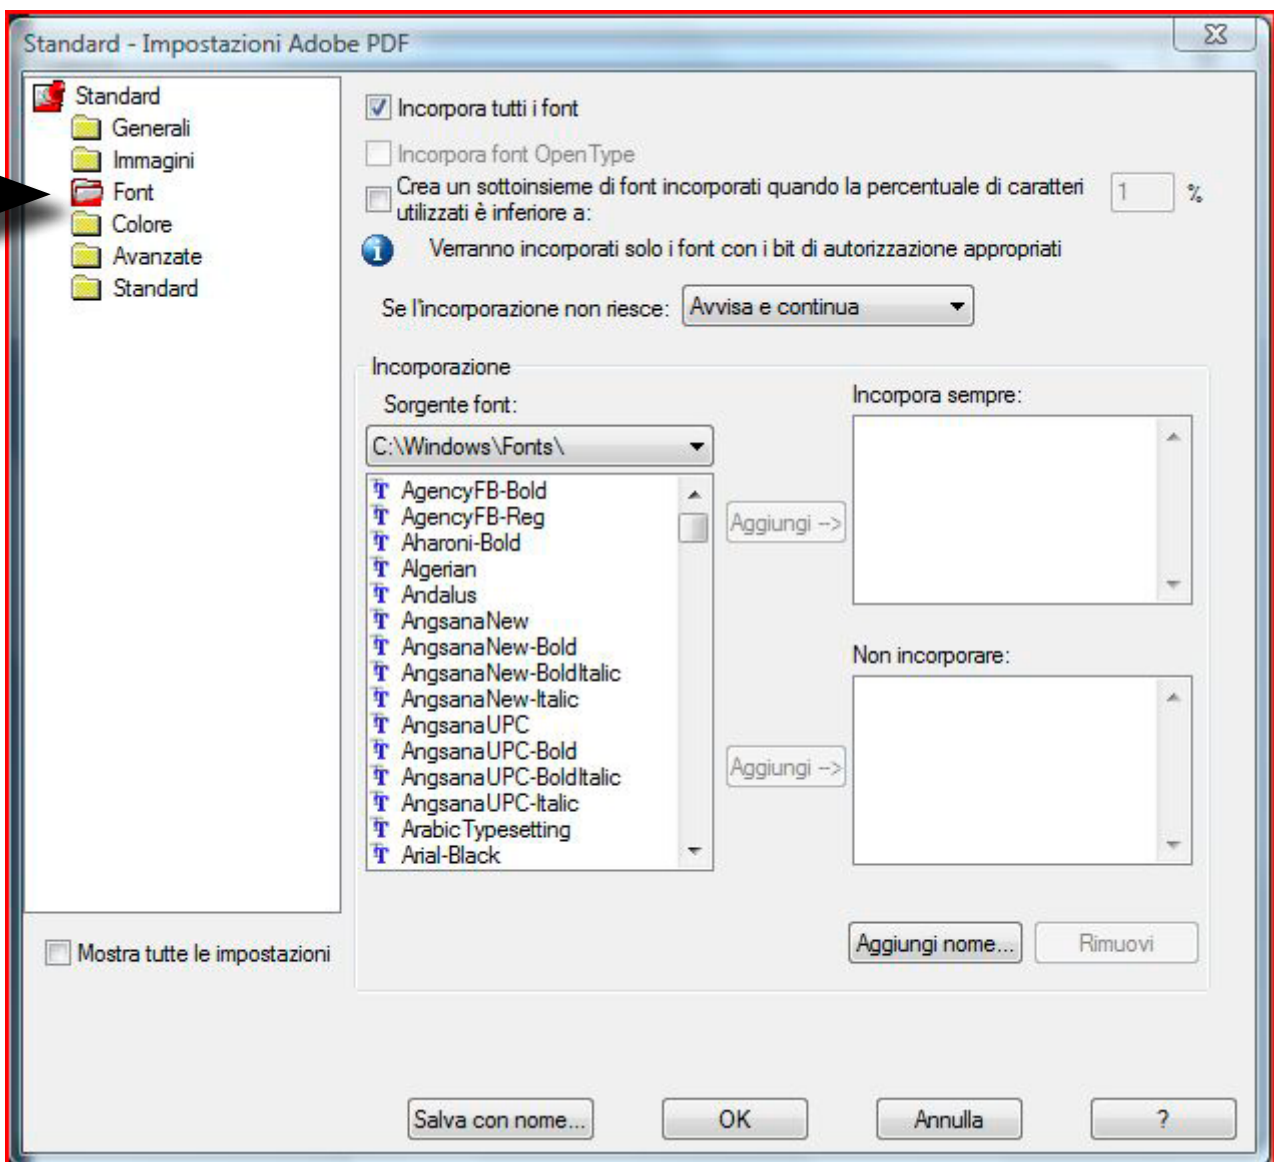 Standard - Impostazioni Adobe PDF
Standard
Generali
Immagini
Font
Colore
Avanzate
Standard
Mostra tutte le impostazioni
Incorpora tutti i font
Incorpora font OpenType
Crea un sottoinsieme di font incorporati quando la percentuale di caratteri
utilizzati è inferiore a:
1 %
Verranno incorporati solo i font con i bit di autorizzazione appropriati
Se l'incorporazione non riesce: Avvisa e continua
Incorporazione
Sorgente font:
C:\Windows\Fonts\
AgencyFB-Bold
AgencyFB-Reg
Aharoni-Bold
Algerian
Andalus
AngsanaNew
AngsanaNew-Bold
AngsanaNew-BoldItalic
AngsanaNew-Italic
AngsanaUPC
AngsanaUPC-Bold
AngsanaUPC-BoldItalic
AngsanaUPC-Italic
ArabicTypesetting
Arial-Black
Aggiungi -->
Aggiungi -->
Incorpora sempre:
Non incorporare:
Aggiungi nome...
Rimuovi
Salva con nome...
OK
Annulla
?